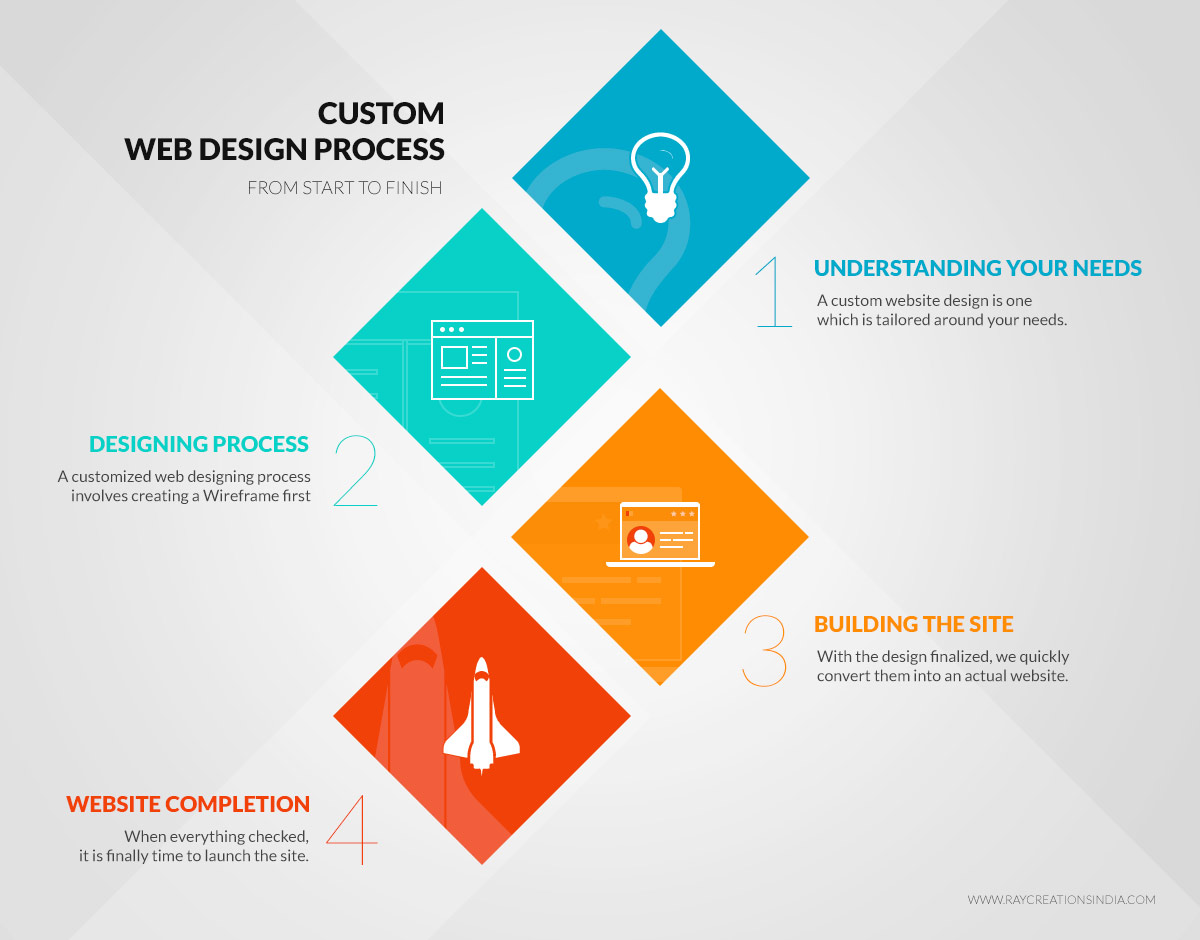 CUSTOM
WEB DESIGN PROCESS
FROM START TO FINISH
1
UNDERSTANDING YOUR NEEDS
A custom website design is one
which is tailored around your needs.
2
DESIGNING PROCESS
A customized web designing process
involves creating a Wireframe first
3
BUILDING THE SITE
With the design finalized, we quickly
convert them into an actual website.
4
WEBSITE COMPLETION
When everything checked,
it is finally time to launch the site.
WWW.RAYCREATIONSINDIA.COM